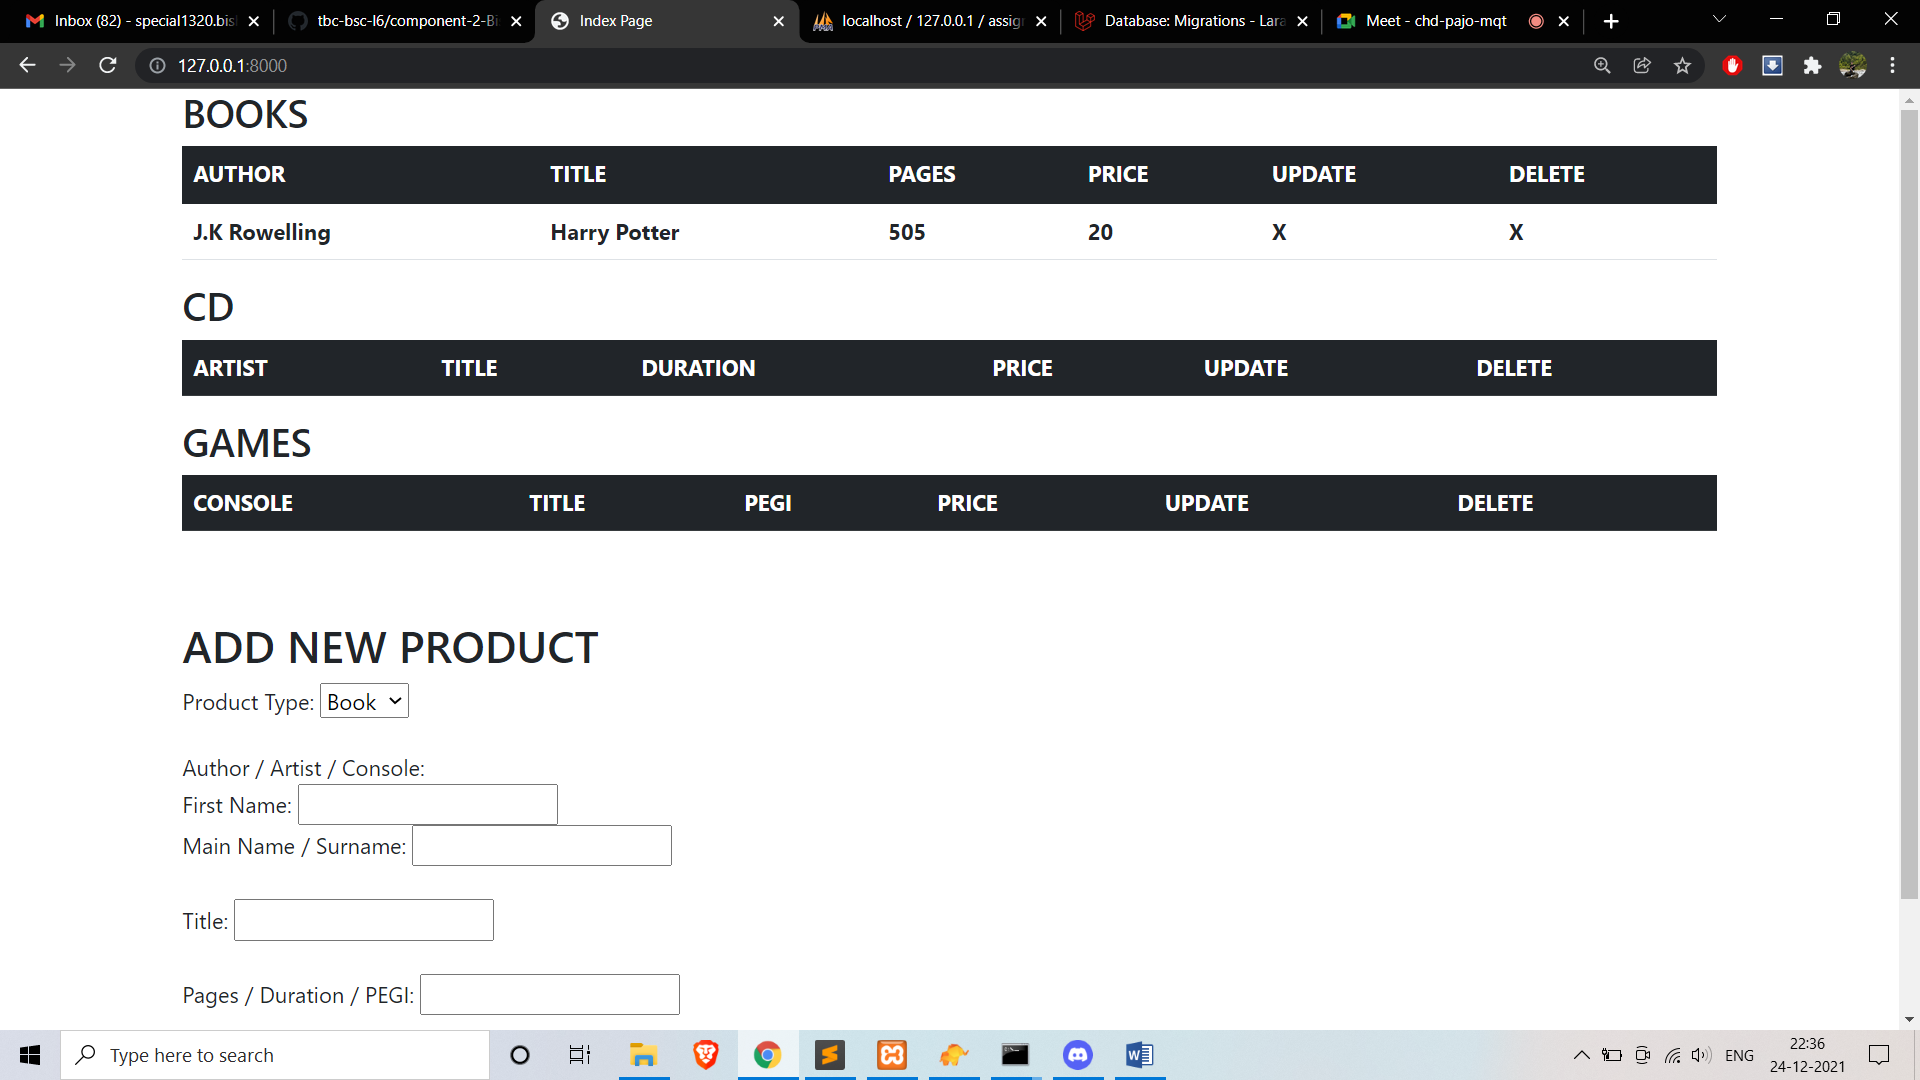 Inbox (82) - special1320.bis
tbc-bsc-l6/component-2-Bi
Index Page
localhost / 127.0.0.1 / assign
Database: Migrations - Lara
Meet - chd-pajo-mqt
127.0.0.1:8000
BOOKS
AUTHOR TITLE PAGES PRICE UPDATE DELETE
J.K Rowelling Harry Potter 505 20 X X
CD
ARTIST TITLE DURATION PRICE UPDATE DELETE
GAMES
CONSOLE TITLE PEGI PRICE UPDATE DELETE
ADD NEW PRODUCT
Product Type: Book
Author / Artist / Console:
First Name:
Main Name / Surname:
Title:
Pages / Duration / PEGI:
Type here to search
ENG
22:36
24-12-2021